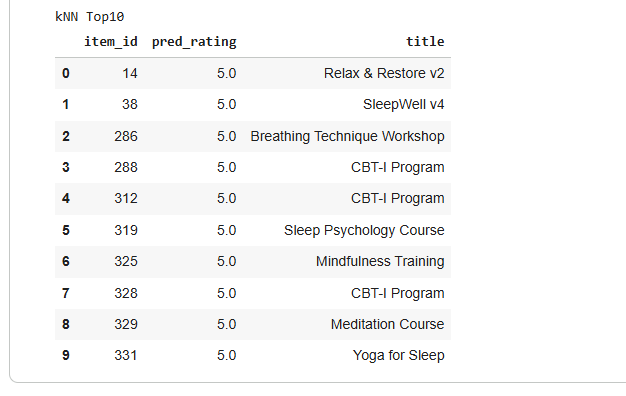 kNN Top10
item_id pred_rating title
0 14 5.0 Relax & Restore v2
1 38 5.0 SleepWell v4
2 286 5.0 Breathing Technique Workshop
3 288 5.0 CBT-I Program
4 312 5.0 CBT-I Program
5 319 5.0 Sleep Psychology Course
6 325 5.0 Mindfulness Training
7 328 5.0 CBT-I Program
8 329 5.0 Meditation Course
9 331 5.0 Yoga for Sleep